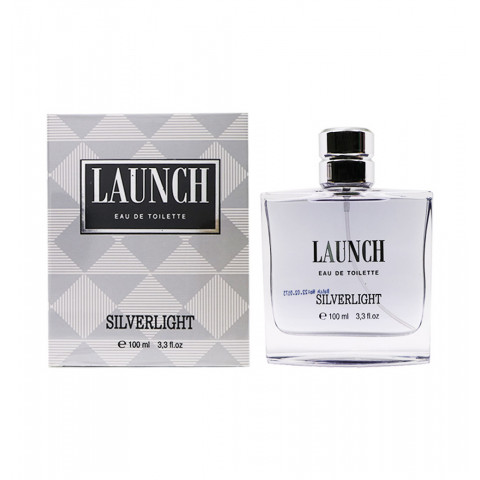 LAUNCH
EAU DE TOILETTE
SILVERLIGHT
℮ 100 ml 3,3 fl.oz
LAUNCH
EAU DE TOILETTE
SILVERLIGHT
℮ 100 ml 3,3 fl.oz